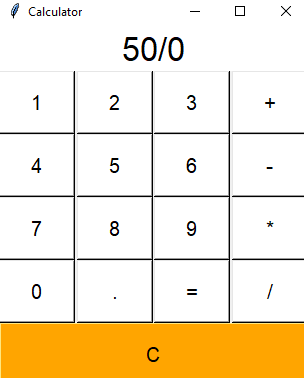 Calculator
50/0
1 2 3 +
4 5 6 -
7 8 9 *
0 . = /
C